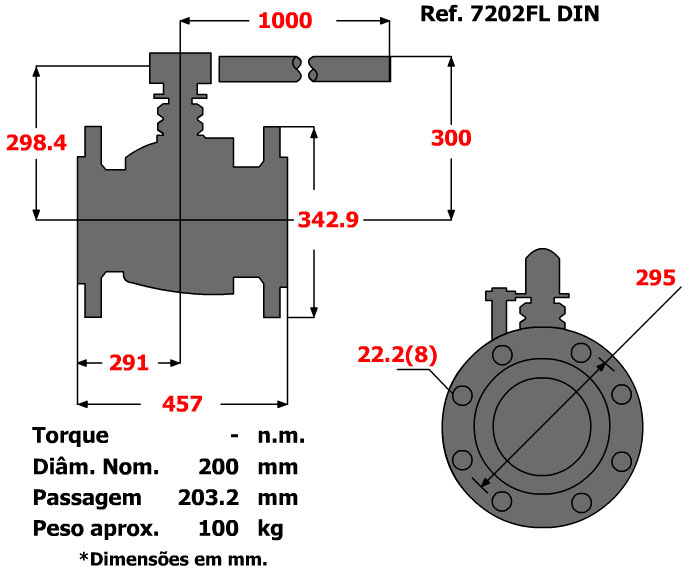 1000
Ref. 7202FL DIN
298.4
300
342.9
295
291
22.2(8)
457
Torque - n.m.
Diâm. Nom. 200 mm
Passagem 203.2 mm
Peso aprox. 100 kg
*Dimensões em mm.